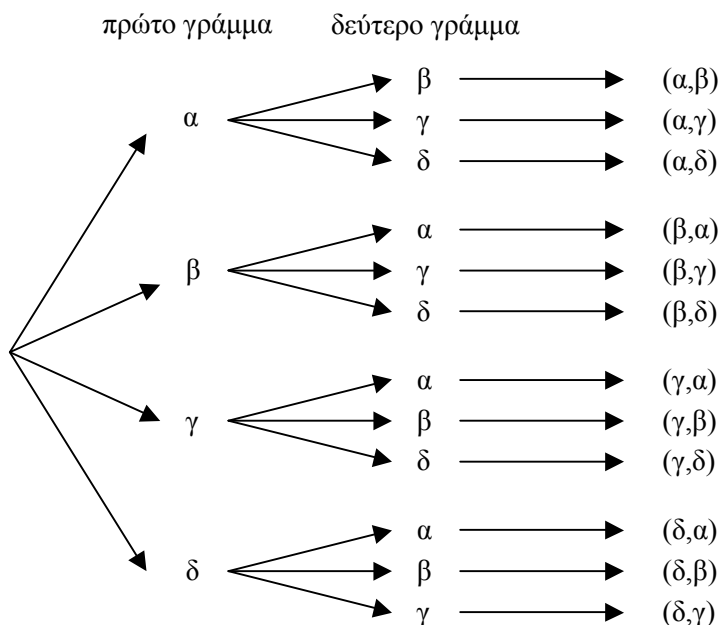 πρώτο γράμμα δεύτερο γράμμα
β (α,β)
α γ (α,γ)
δ (α,δ)
α (β,α)
β γ (β,γ)
δ (β,δ)
α (γ,α)
γ β (γ,β)
δ (γ,δ)
α (δ,α)
δ β (δ,β)
γ (δ,γ)